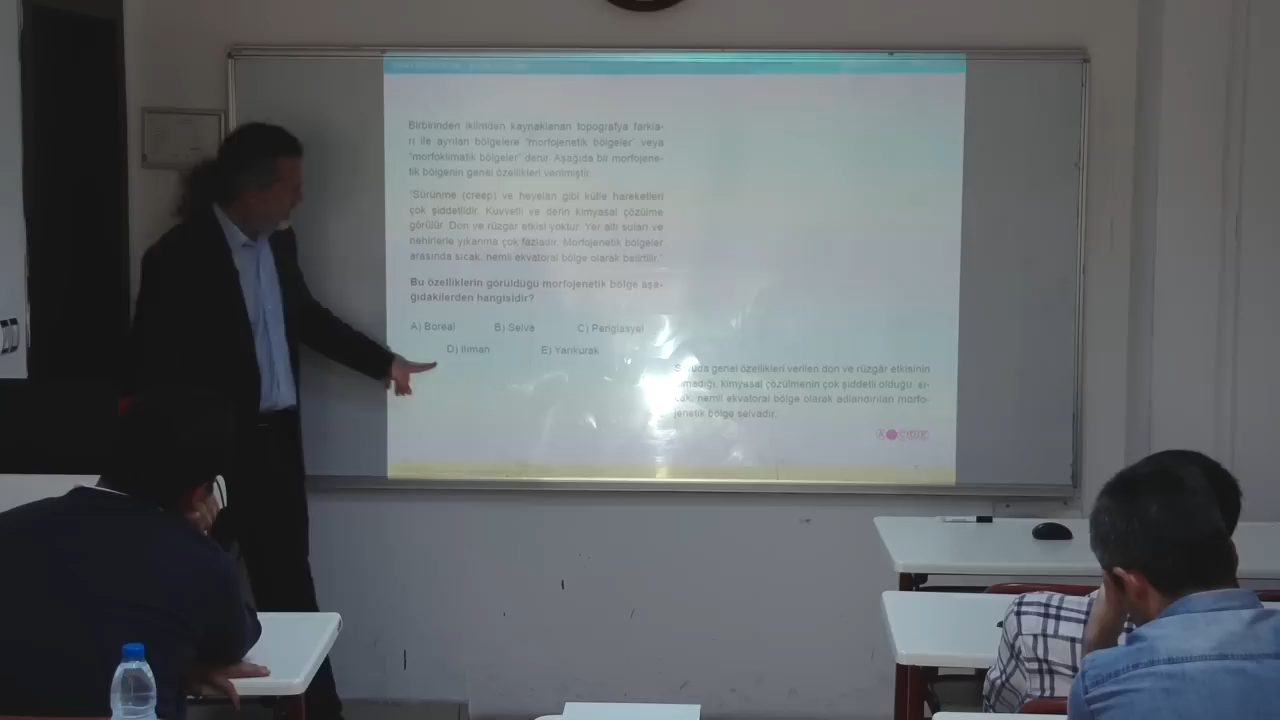 Birbirinden iklimden kaynaklanan topografya farkla-
rı ile ayrılan bölgelere "morfojenetik bölgeler" veya
"morfoklimatik bölgeler" denir. Aşağıda bir morfojene-
tik bölgenin genel özellikleri verilmiştir.
"Sürünme (creep) ve heyelan gibi kütle hareketleri
çok şiddetlidir. Kuvvetli ve derin kimyasal çözülme
görülür. Don ve rüzgâr etkisi yoktur. Yer altı suları ve
nehirlerle yıkanma çok fazladır. Morfojenetik bölgeler
arasında sıcak, nemli ekvatoral bölge olarak belirtilir."
Bu özelliklerin görüldüğü morfojenetik bölge aşa-
ğıdakilerden hangisidir?
A) Boreal B) Selva C) Periglasyal
D) Ilıman E) Yarıkurak
genel özellikleri verilen don ve rüzgâr etkisinin
kimyasal çözülmenin çok şiddetli olduğu, sı-
cak, nemli ekvatoral bölge olarak adlandırılan morfo-
jenetik bölge selvadır.